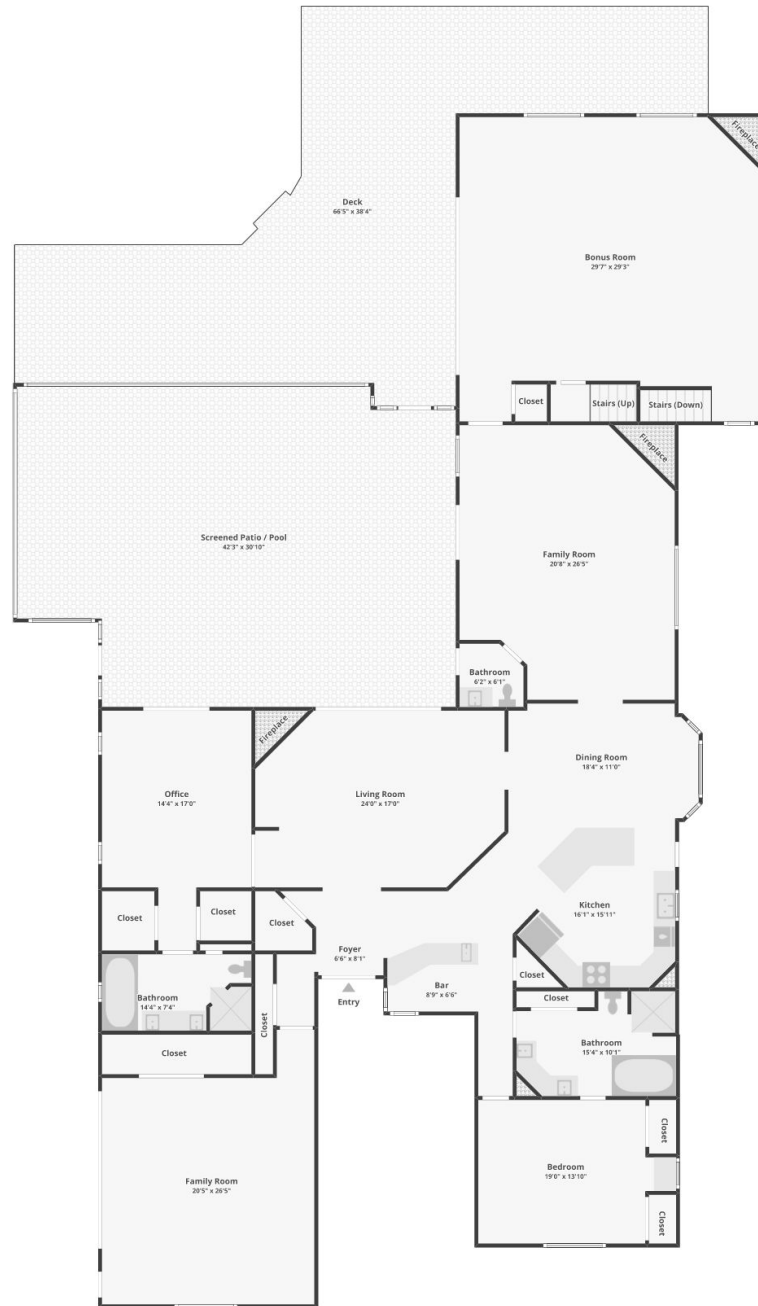 Fireplace
Deck
66'5" x 38'4"
Bonus Room
29'7" x 29'3"
Closet
Stairs (Up)
Stairs (Down)
Fireplace
Screened Patio / Pool
42'3" x 30'10"
Family Room
20'8" x 26'5"
Bathroom
6'2" x 6'1"
Fireplace
Dining Room
18'4" x 11'0"
Office
14'4" x 17'0"
Living Room
24'0" x 17'0"
Closet
Closet
Closet
Kitchen
16'1" x 15'11"
Foyer
6'6" x 8'1"
Closet
Bar
8'9" x 6'6"
Entry
Bathroom
14'4" x 7'4"
Closet
Closet
Closet
Bathroom
15'4" x 10'1"
Closet
Family Room
20'5" x 26'5"
Bedroom
19'0" x 13'10"
Closet